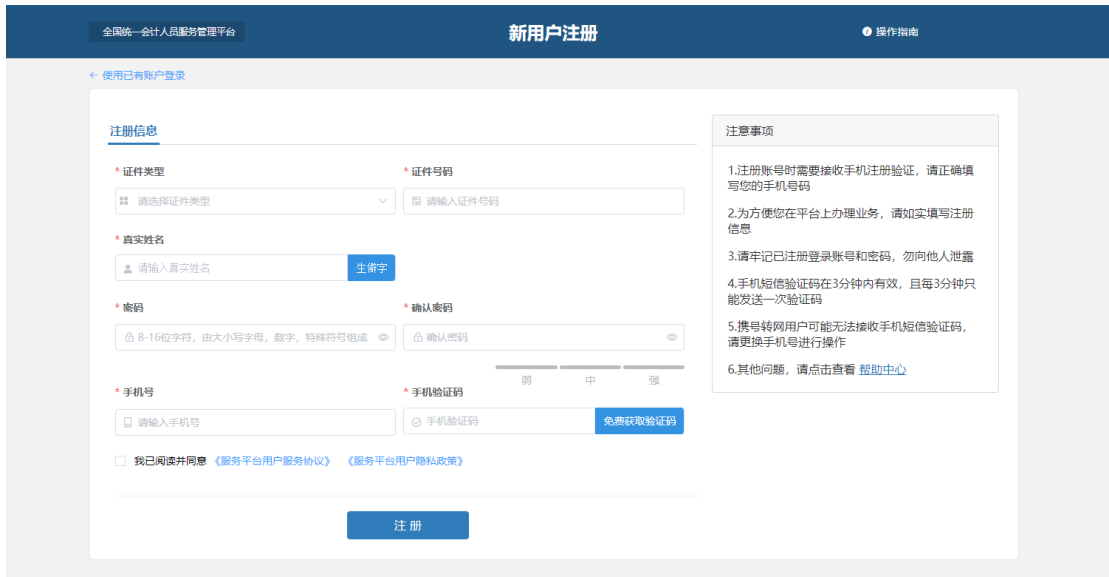 全国统一会计人员服务管理平台
新用户注册
操作指南
← 使用已有账户登录
注册信息
* 证件类型
* 证件号码
请选择证件类型
请输入证件号码
* 真实姓名
请输入真实姓名
生僻字
* 密码
* 确认密码
8-16位字符，由大小写字母，数字，特殊符号组成
确认密码
弱 中 强
* 手机号
* 手机验证码
请输入手机号
手机验证码
免费获取验证码
我已阅读并同意 《服务平台用户服务协议》 《服务平台用户隐私政策》
注 册
注意事项
1.注册账号时需要接收手机注册验证，请正确填
写您的手机号码
2.为方便您在平台上办理业务，请如实填写注册
信息
3.请牢记已注册登录账号和密码，勿向他人泄露
4.手机短信验证码在3分钟内有效，且每3分钟只
能发送一次验证码
5.携号转网用户可能无法接收手机短信验证码，
请更换手机号进行操作
6.其他问题，请点击查看 帮助中心